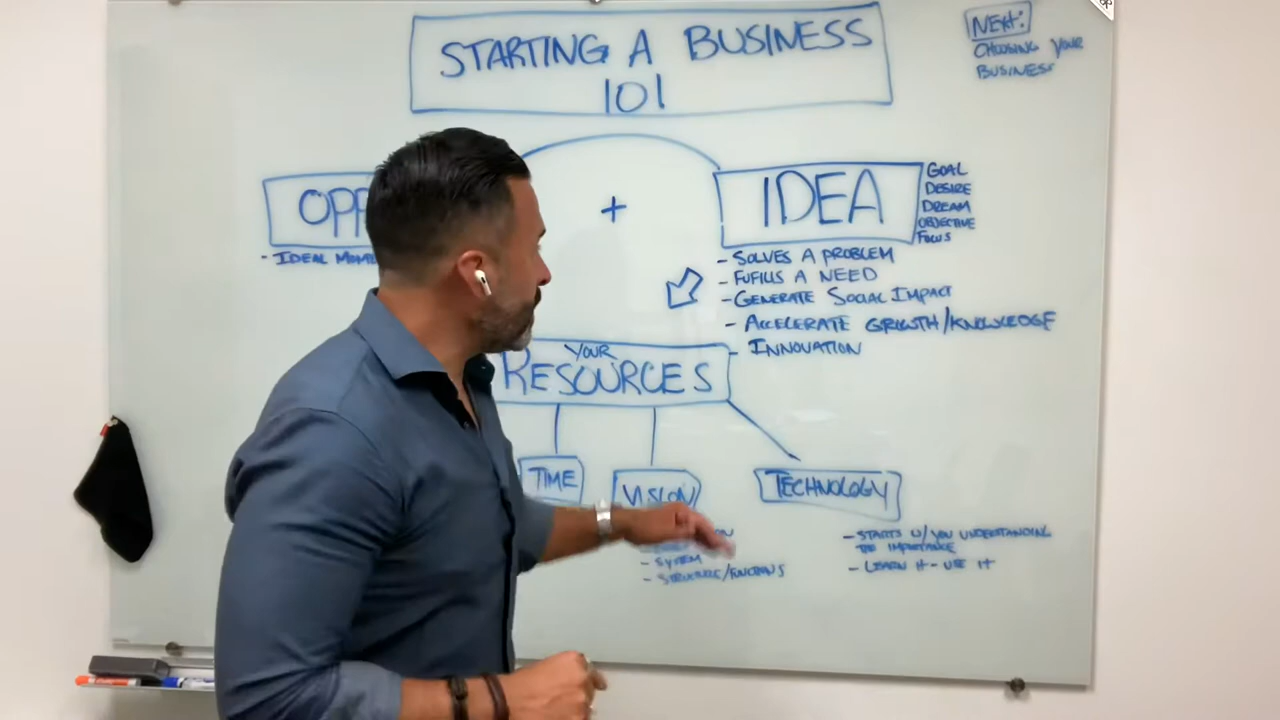 STARTING A BUSINESS
101
NEXT:
CHOOSING YOUR
BUSINESS
OPP
- IDEAL MOME
+
IDEA
GOAL
DESIRE
DREAM
OBJECTIVE
FOCUS
- SOLVES A PROBLEM
- FUFILLS A NEED
- GENERATE SOCIAL IMPACT
- ACCELERATE GROWTH/KNOWLEDGE
- INNOVATION
YOUR
RESOURCES
TIME
VISION
TECHNOLOGY
- SYSTEM
- STRUCTURE/FUNCTIONS
- STARTS W/YOU UNDERSTANDING
THE IMPORTANCE
- LEARN IT - USE IT